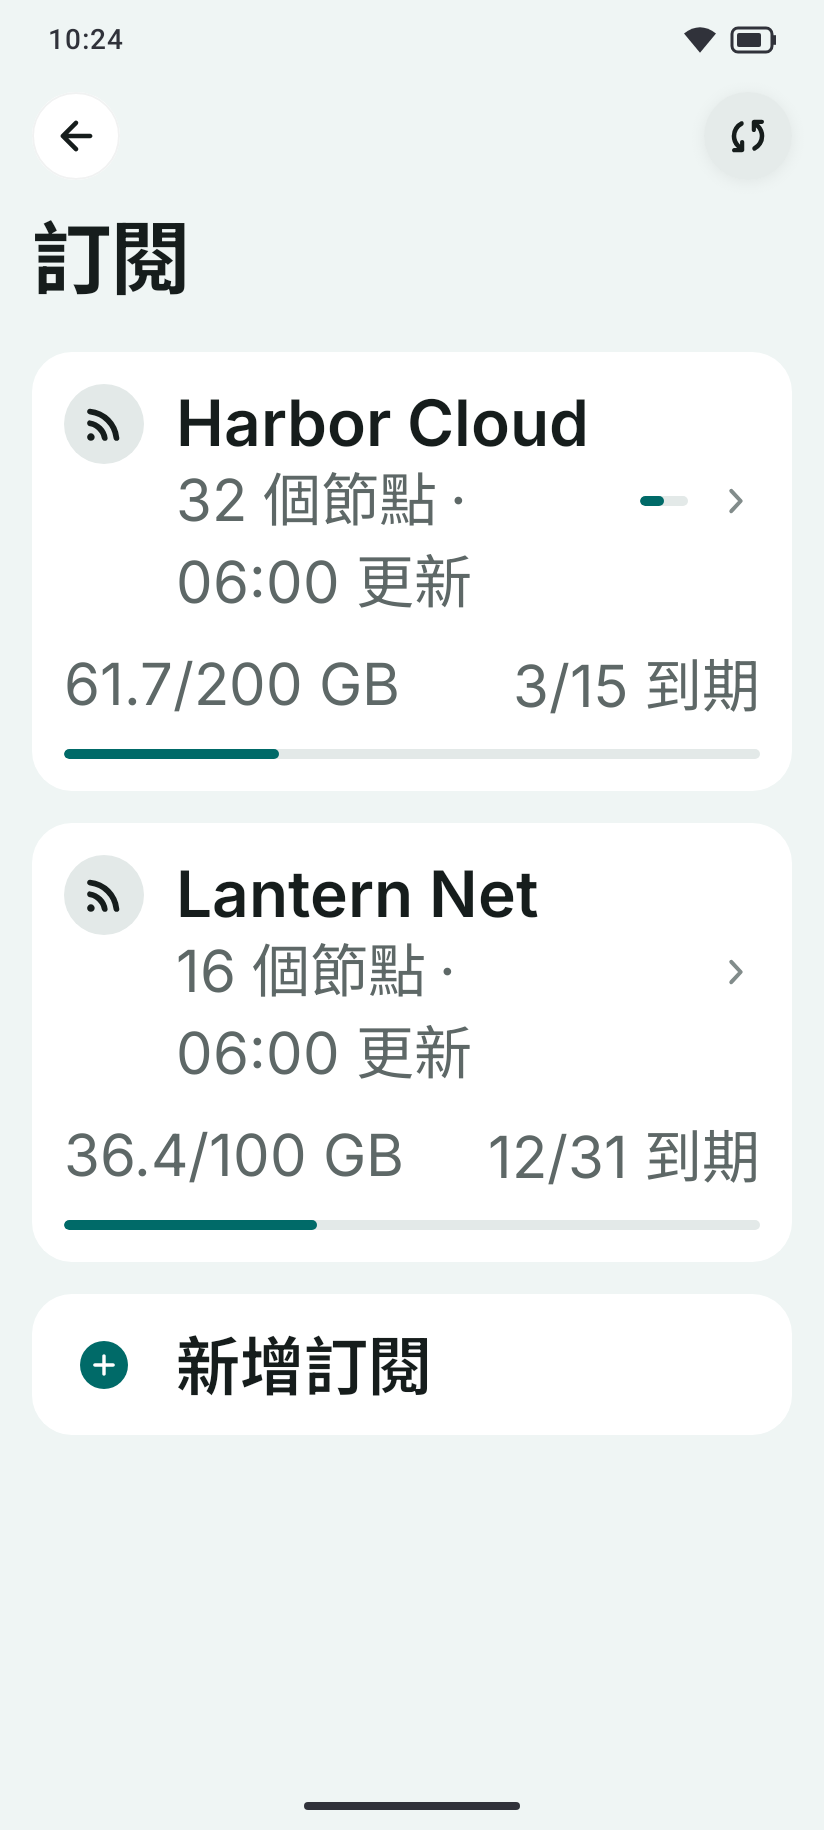 10:24
訂閱
Harbor Cloud
32 個節點 ·
06:00 更新
61.7/200 GB
3/15 到期
Lantern Net
16 個節點 ·
06:00 更新
36.4/100 GB
12/31 到期
新增訂閱